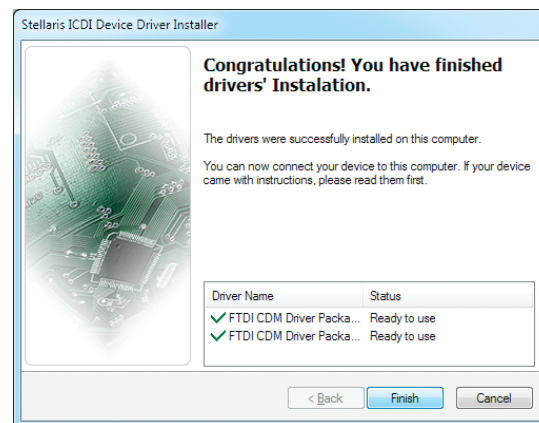 Stellaris ICDI Device Driver Installer
Congratulations! You have finished
drivers' Instalation.
The drivers were successfully installed on this computer.
You can now connect your device to this computer. If your device
came with instructions, please read them first.
Driver Name Status
FTDI CDM Driver Packa... Ready to use
FTDI CDM Driver Packa... Ready to use
< Back Finish Cancel